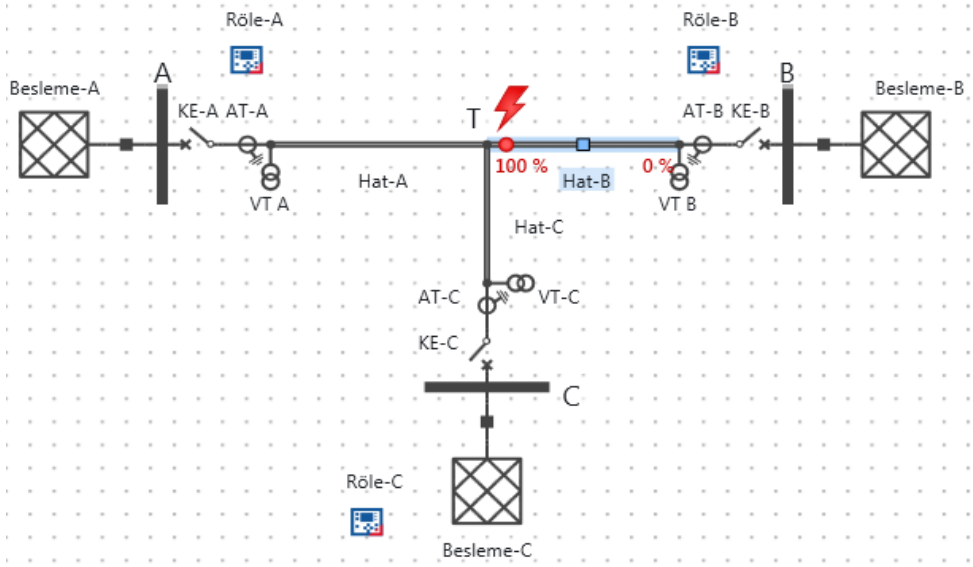 Röle-A
Röle-B
Besleme-A
A
KE-A
AT-A
T
AT-B
KE-B
B
Besleme-B
100 %
0 %
VT A
Hat-A
Hat-B
VT B
Hat-C
AT-C
VT-C
KE-C
C
Röle-C
Besleme-C